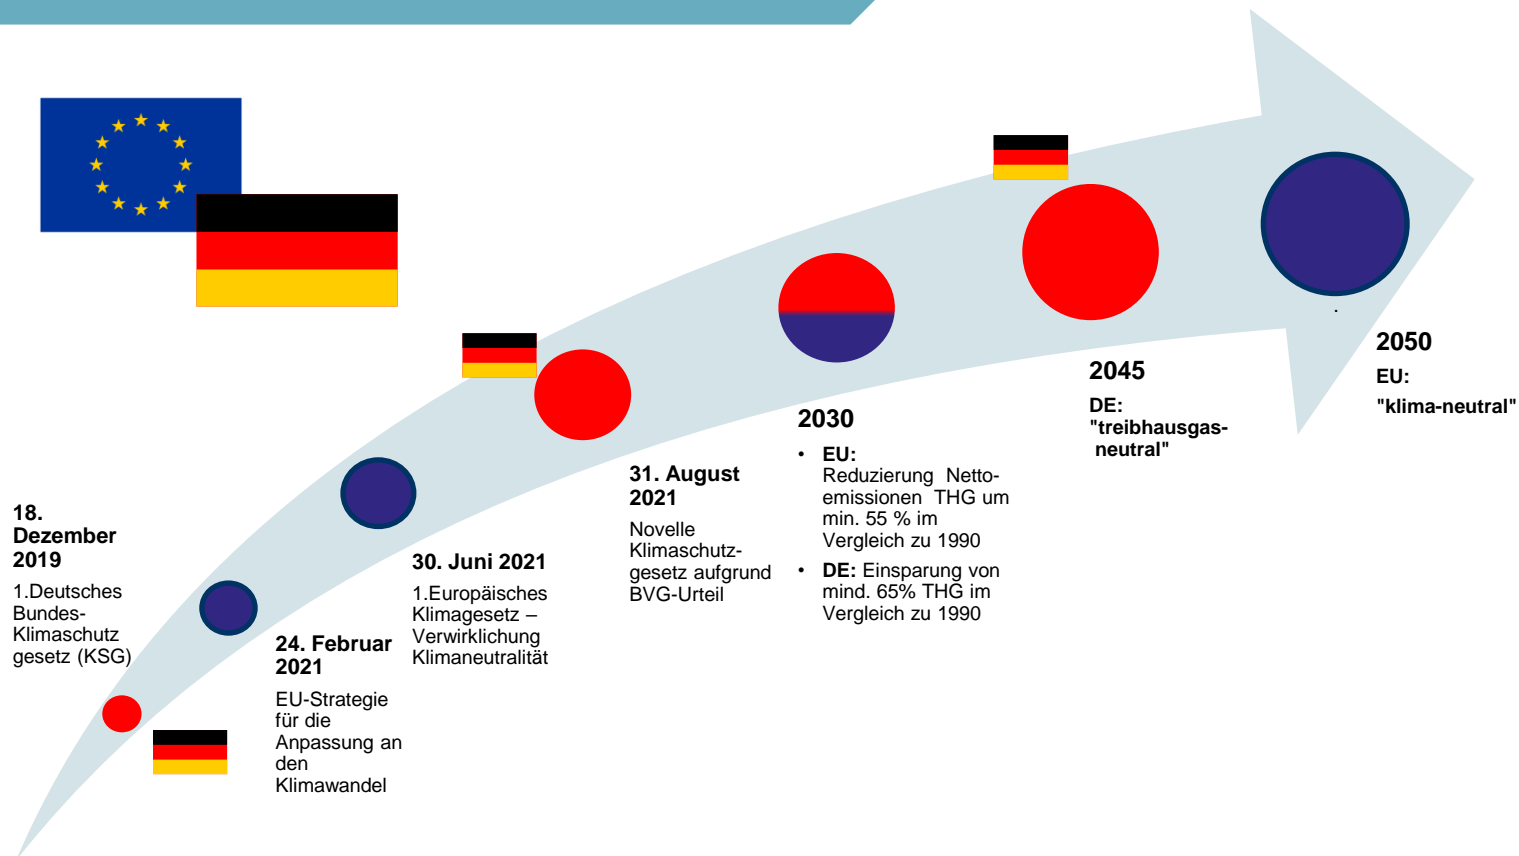 18.
Dezember
2019
1.Deutsches
Bundes-
Klimaschutz
gesetz (KSG)
24. Februar
2021
EU-Strategie
für die
Anpassung an
den
Klimawandel
30. Juni 2021
1.Europäisches
Klimagesetz –
Verwirklichung
Klimaneutralität
31. August
2021
Novelle
Klimaschutz-
gesetz aufgrund
BVG-Urteil
2030
• EU:
Reduzierung Netto-
emissionen THG um
min. 55 % im
Vergleich zu 1990
• DE: Einsparung von
mind. 65% THG im
Vergleich zu 1990
2045
DE:
"treibhausgas-
neutral"
.
2050
EU:
"klima-neutral"